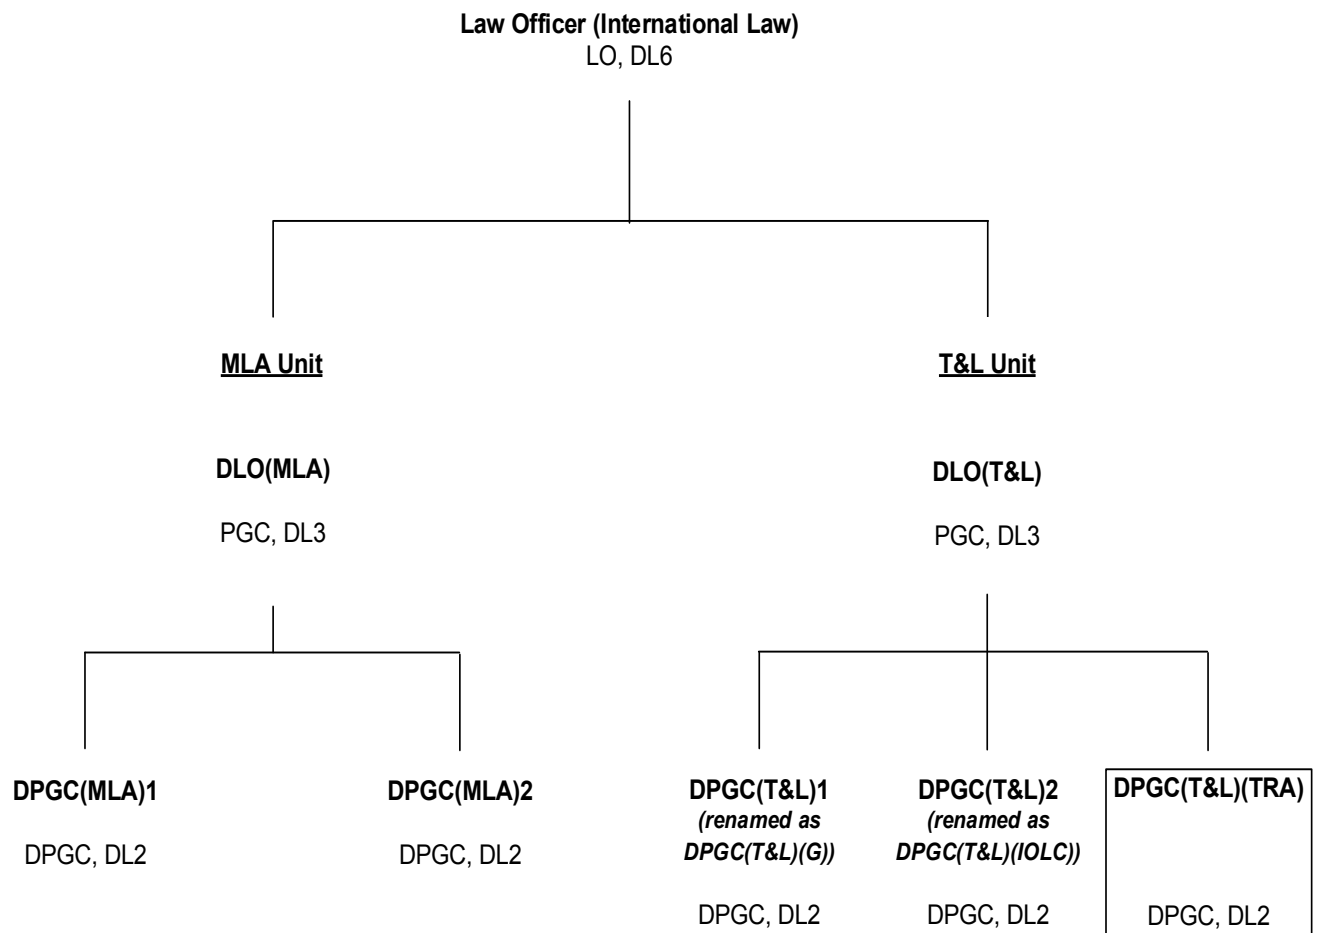 Law Officer (International Law)
LO, DL6
MLA Unit
T&L Unit
DLO(MLA)
DLO(T&L)
PGC, DL3
PGC, DL3
DPGC(MLA)1
DPGC, DL2
DPGC(MLA)2
DPGC, DL2
DPGC(T&L)1
(renamed as
DPGC(T&L)(G))
DPGC, DL2
DPGC(T&L)2
(renamed as
DPGC(T&L)(IOLC))
DPGC, DL2
DPGC(T&L)(TRA)
DPGC, DL2